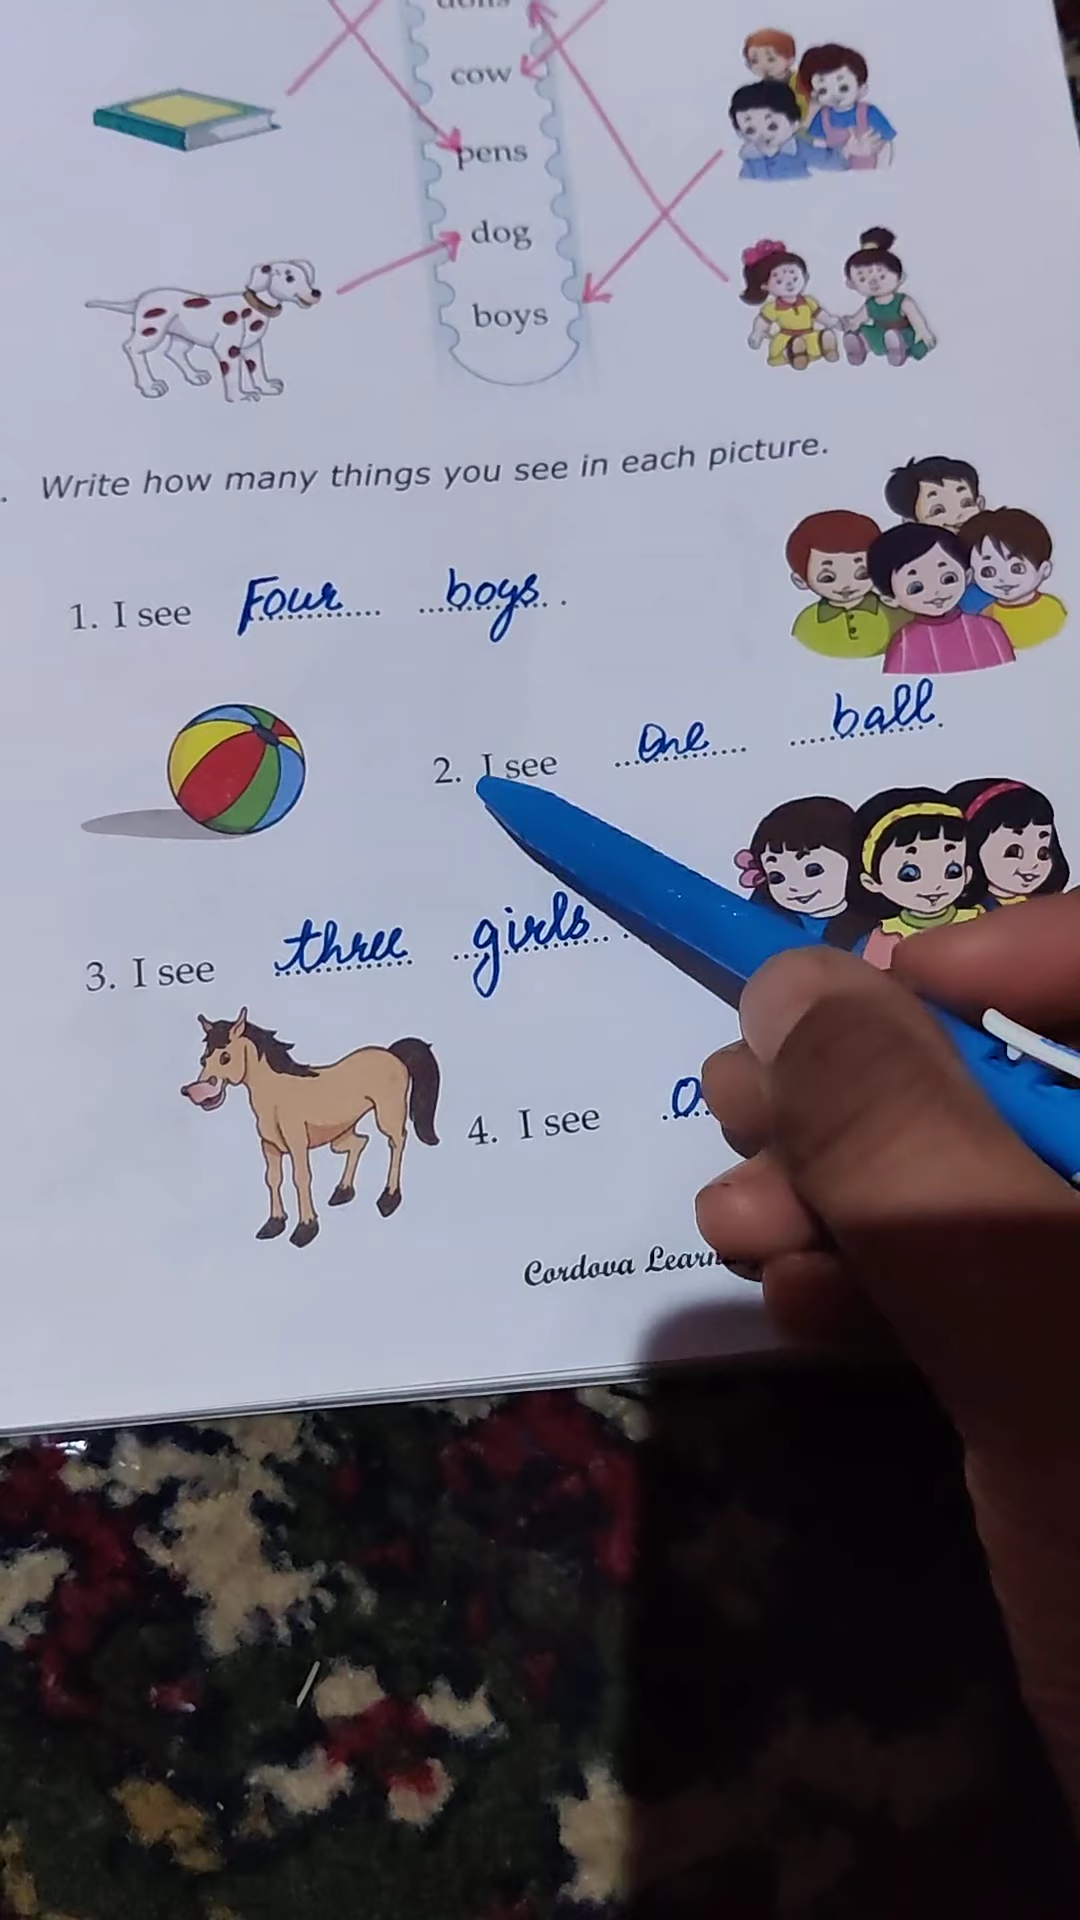 dolls
cow
pens
dog
boys
. Write how many things you see in each picture.
1. I see Four boys.
2. I see One ball.
3. I see three girls
4. I see
Cordova